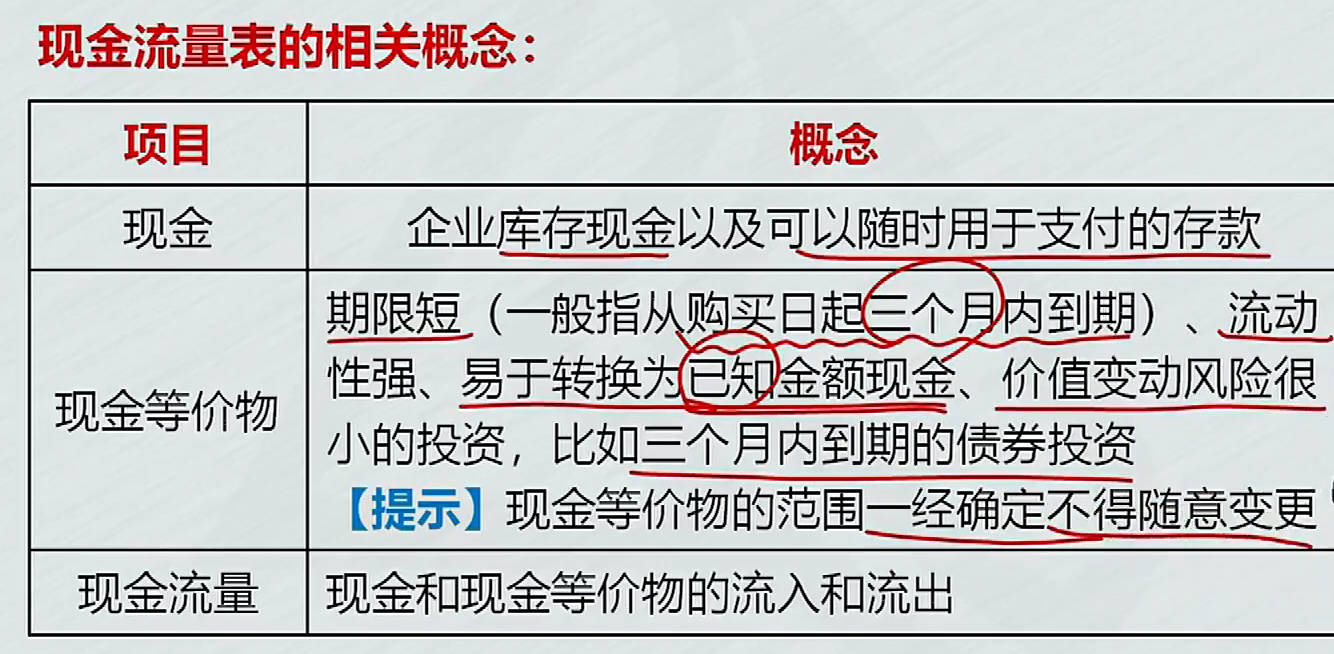 现金流量表的相关概念：
项目
概念
现金
企业库存现金以及可以随时用于支付的存款
现金等价物
期限短（一般指从购买日起三个月内到期）、流动
性强、易于转换为已知金额现金、价值变动风险很
小的投资，比如三个月内到期的债券投资
【提示】现金等价物的范围一经确定不得随意变更
现金流量
现金和现金等价物的流入和流出